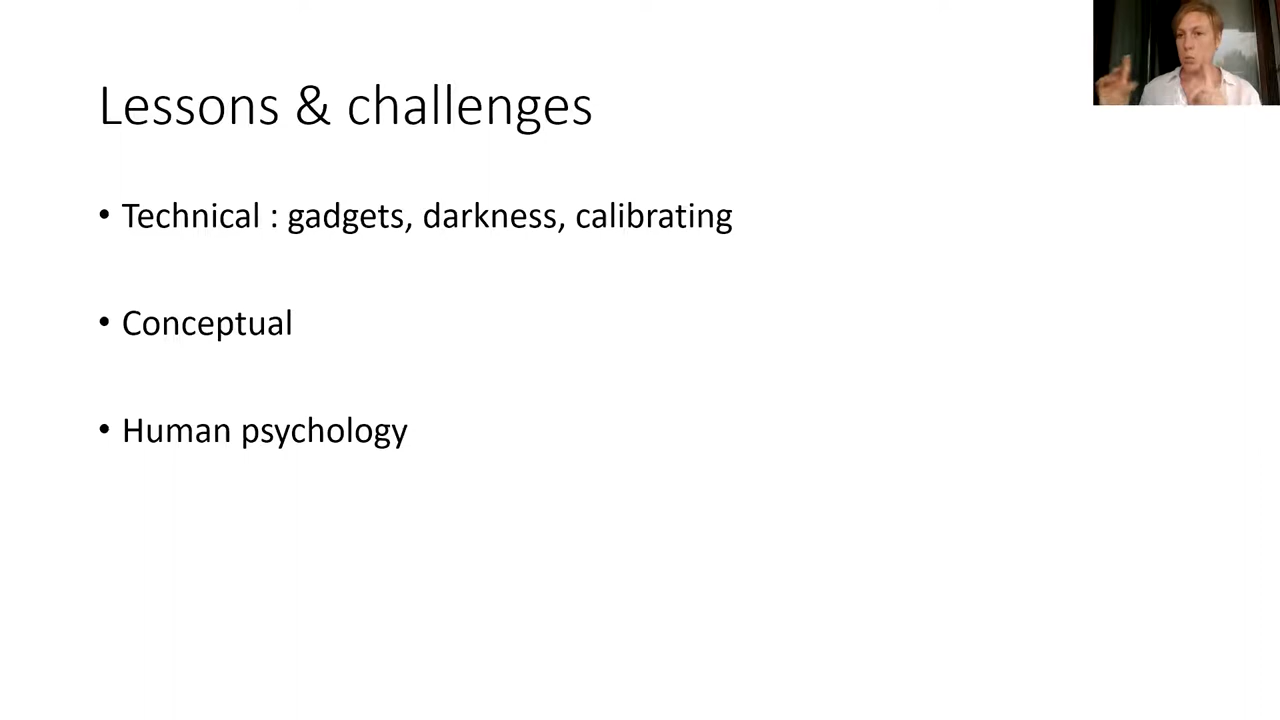 Lessons & challenges
• Technical : gadgets, darkness, calibrating
• Conceptual
• Human psychology